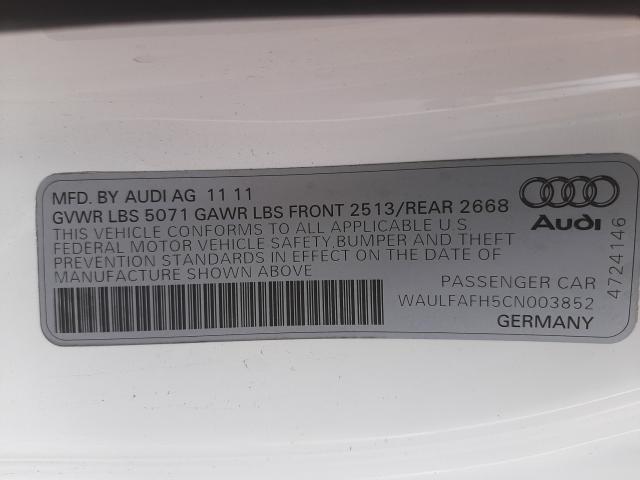 MFD. BY AUDI AG 11 11
GVWR LBS 5071 GAWR LBS FRONT 2513/REAR 2668
THIS VEHICLE CONFORMS TO ALL APPLICABLE U.S.
FEDERAL MOTOR VEHICLE SAFETY, BUMPER AND THEFT
PREVENTION STANDARDS IN EFFECT ON THE DATE OF
MANUFACTURE SHOWN ABOVE
Audi
PASSENGER CAR
WAULFAFH5CN003852
GERMANY
4724146